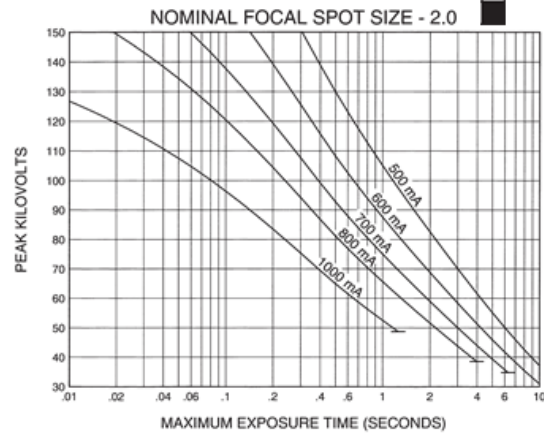 NOMINAL FOCAL SPOT SIZE - 2.0
150
140
130
120
110
100
90
80
70
60
50
40
30
PEAK KILOVOLTS
500 mA
600 mA
700 mA
800 mA
1000 mA
.01 .02 .04 .06 .1 .2 .4 .6 1 2 4 6 10
MAXIMUM EXPOSURE TIME (SECONDS)